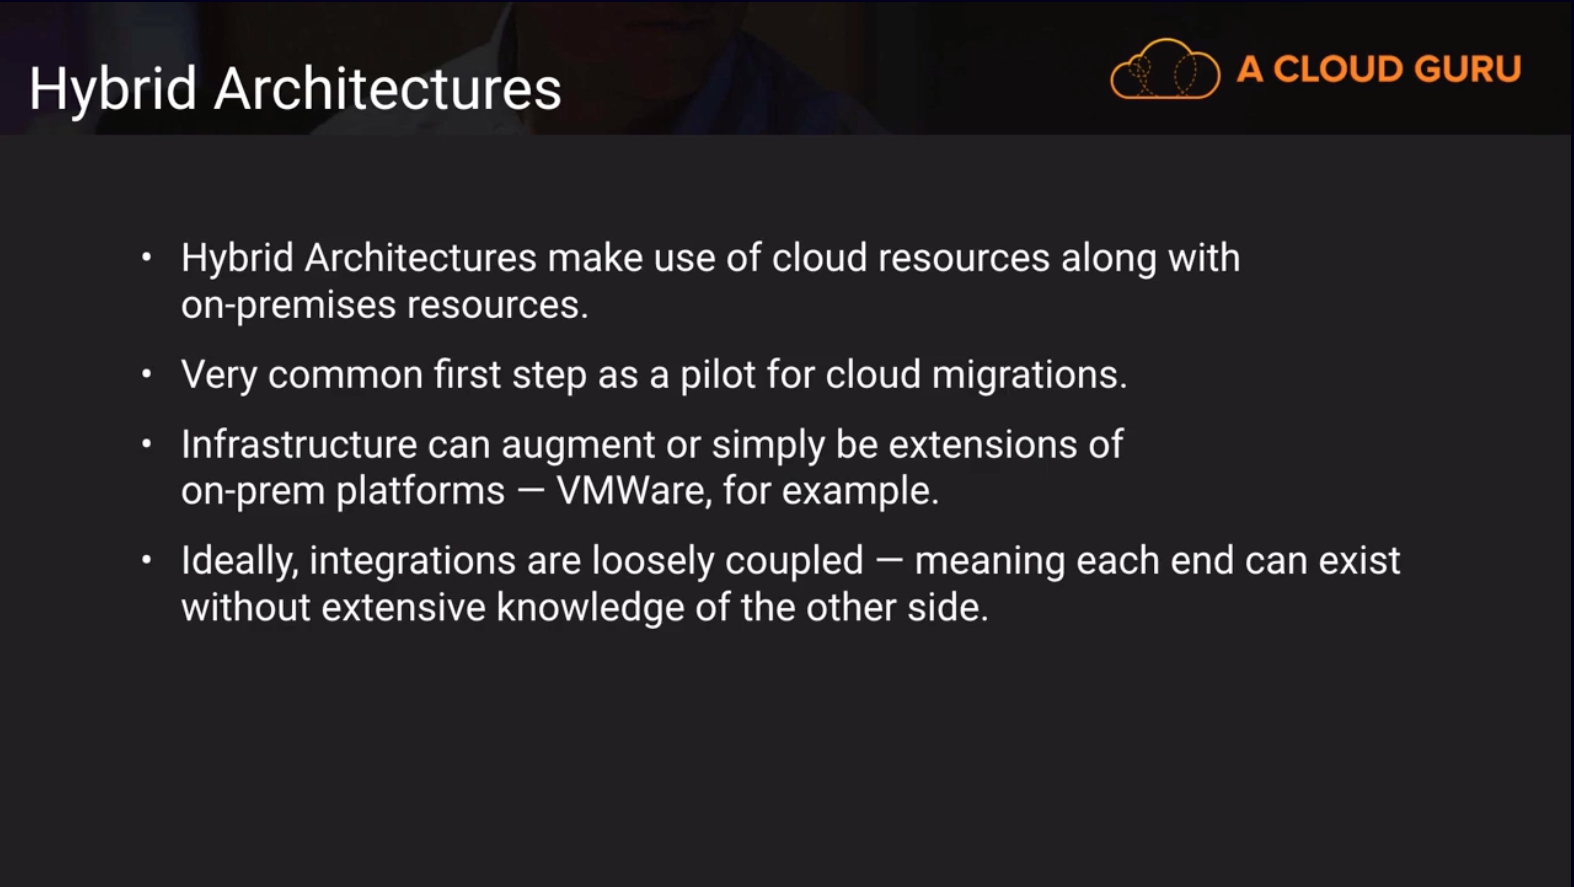 Hybrid Architectures
A CLOUD GURU
• Hybrid Architectures make use of cloud resources along with
on-premises resources.
• Very common first step as a pilot for cloud migrations.
• Infrastructure can augment or simply be extensions of
on-prem platforms — VMWare, for example.
• Ideally, integrations are loosely coupled — meaning each end can exist
without extensive knowledge of the other side.